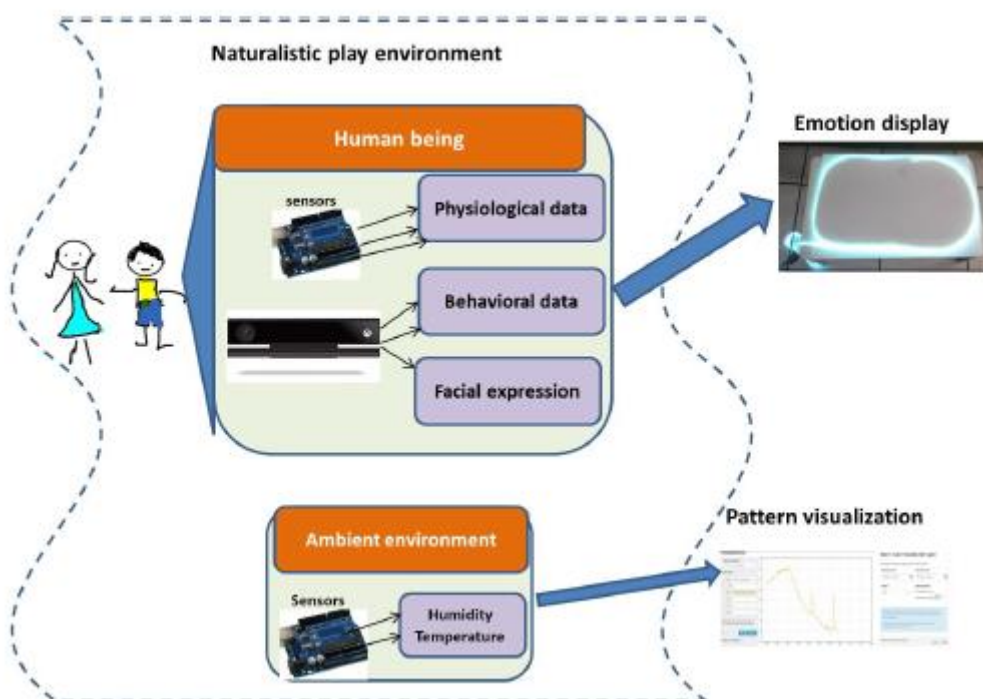 Naturalistic play environment
Human being
Emotion display
sensors
Physiological data
Behavioral data
Facial expression
Ambient environment
Pattern visualization
Sensors
Humidity
Temperature